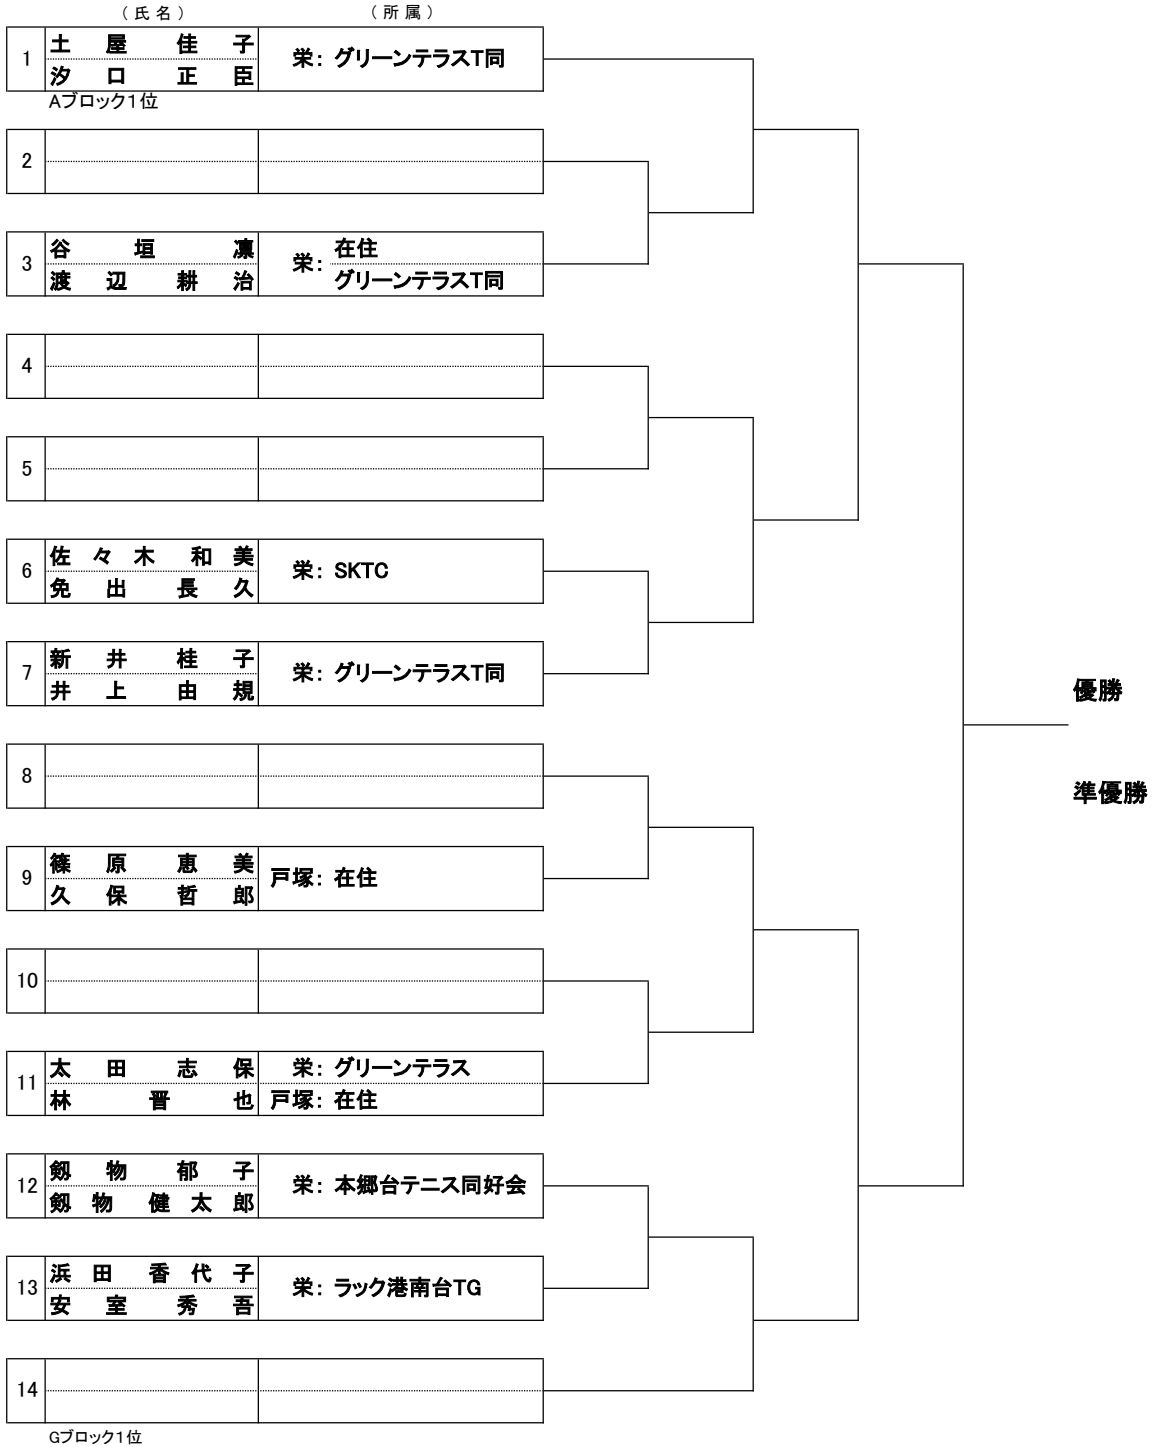 （氏名） （所属）
1 土屋佳子 栄： グリーンテラスT同
汐口正臣
Aブロック1位
2
3 谷垣凛 栄： 在住
渡辺耕治 グリーンテラスT同
4
5
6 佐々木和美 栄： SKTC
免出長久
7 新井桂子 栄： グリーンテラスT同
井上由規
優勝
8
準優勝
9 篠原恵美 戸塚： 在住
久保哲郎
10
11 太田志保 栄： グリーンテラス
林晋也 戸塚： 在住
12 剱物郁子 栄： 本郷台テニス同好会
剱物健太郎
13 浜田香代子 栄： ラック港南台TG
安室秀吾
14
Gブロック1位